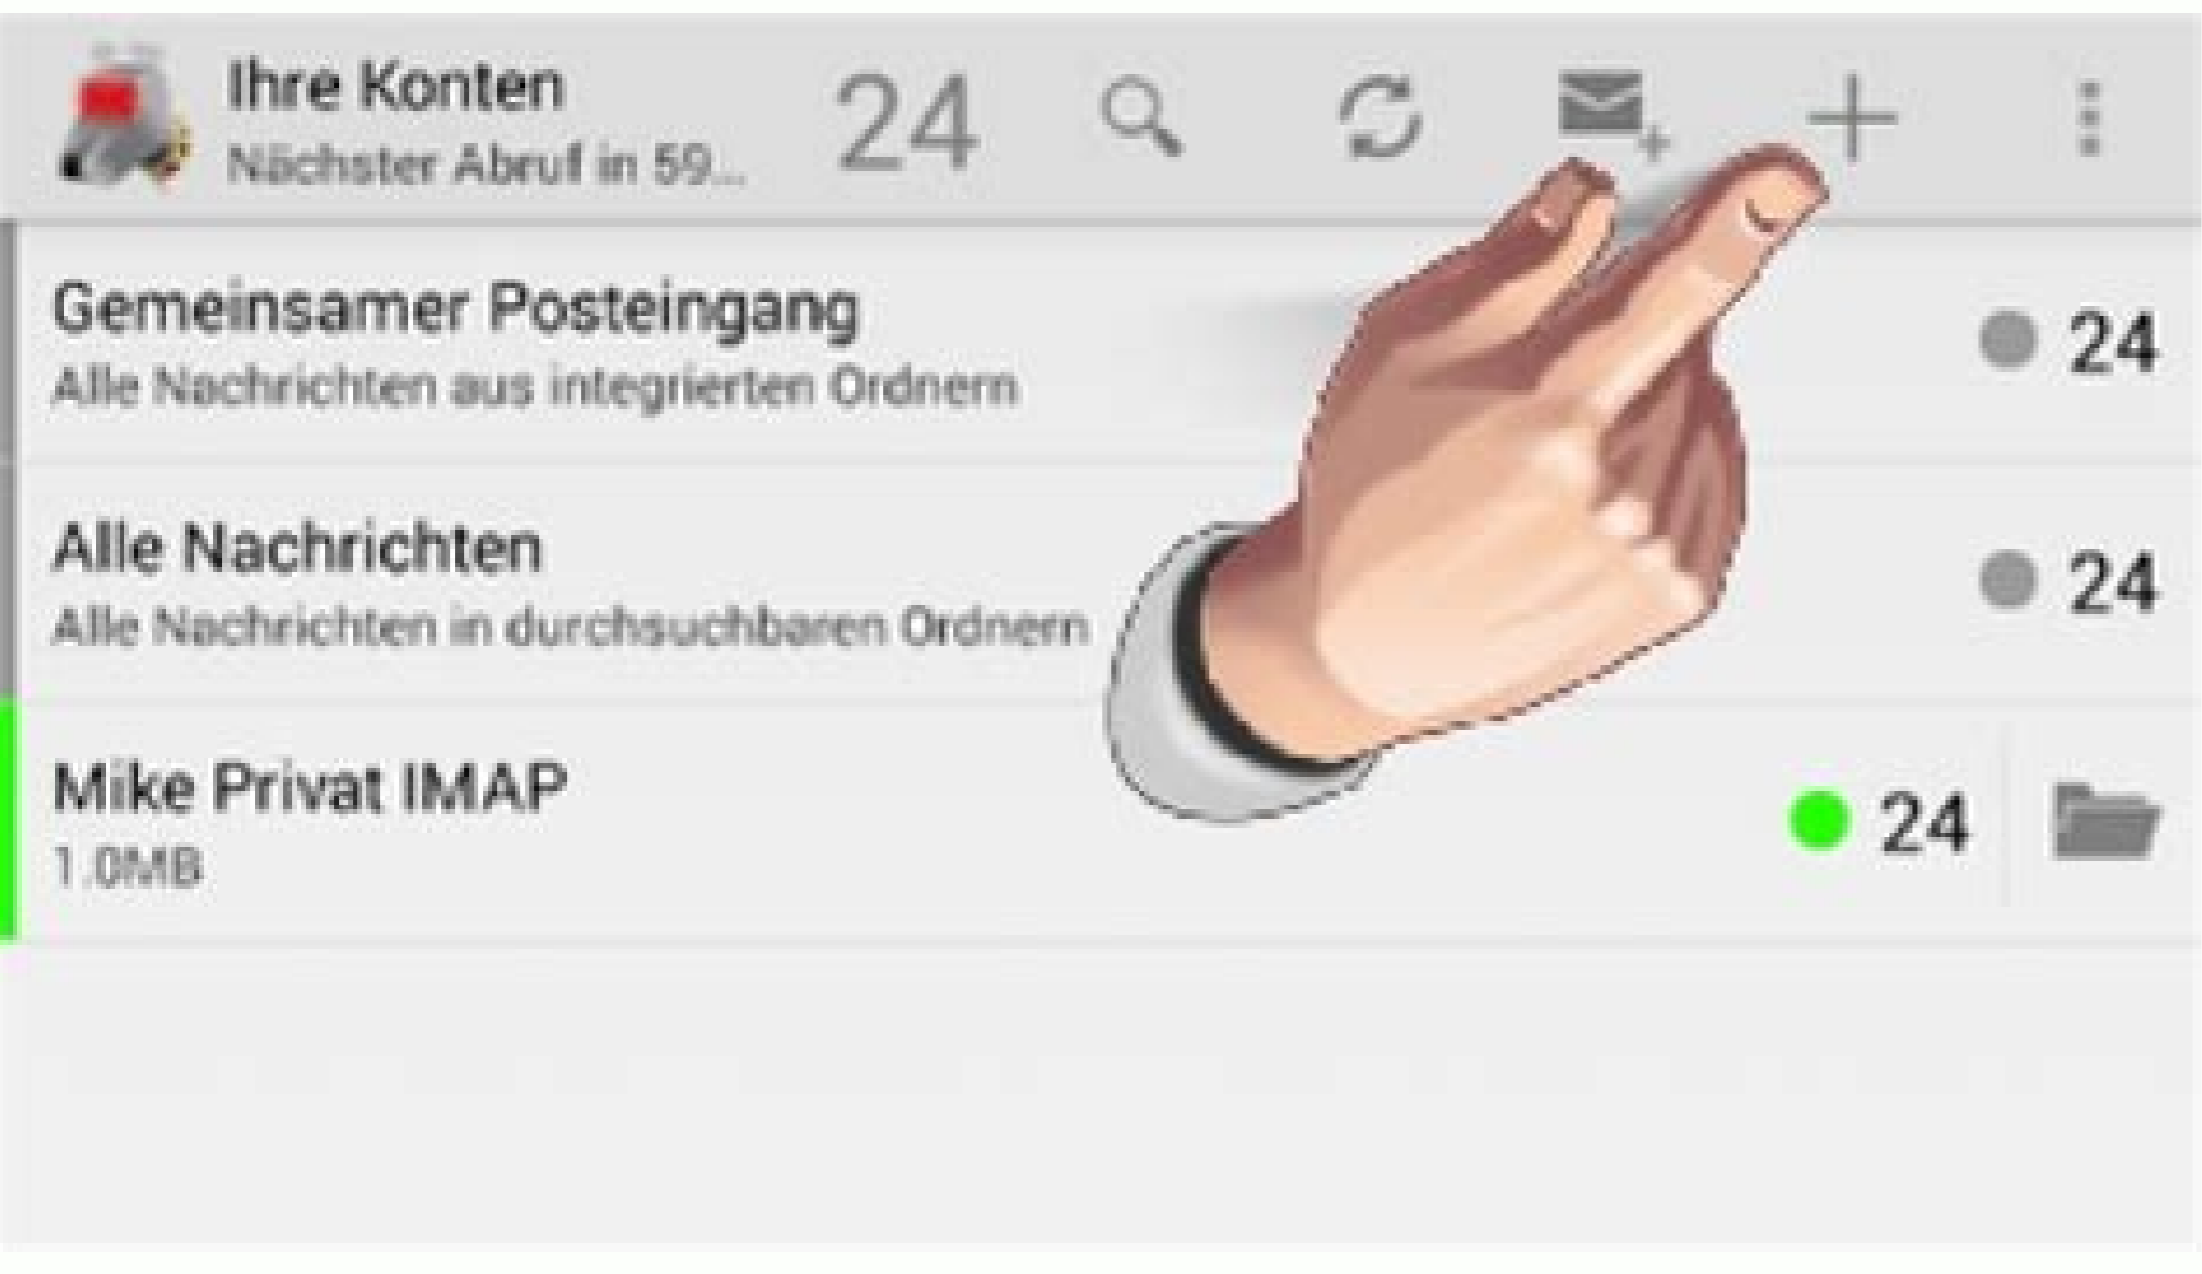 Ihre Konten
Nächster Abruf in 59...
24
Gemeinsamer Posteingang
Alle Nachrichten aus integrierten Ordnern
24
Alle Nachrichten
Alle Nachrichten in durchsuchbaren Ordnern
24
Mike Privat IMAP
1.0MB
24